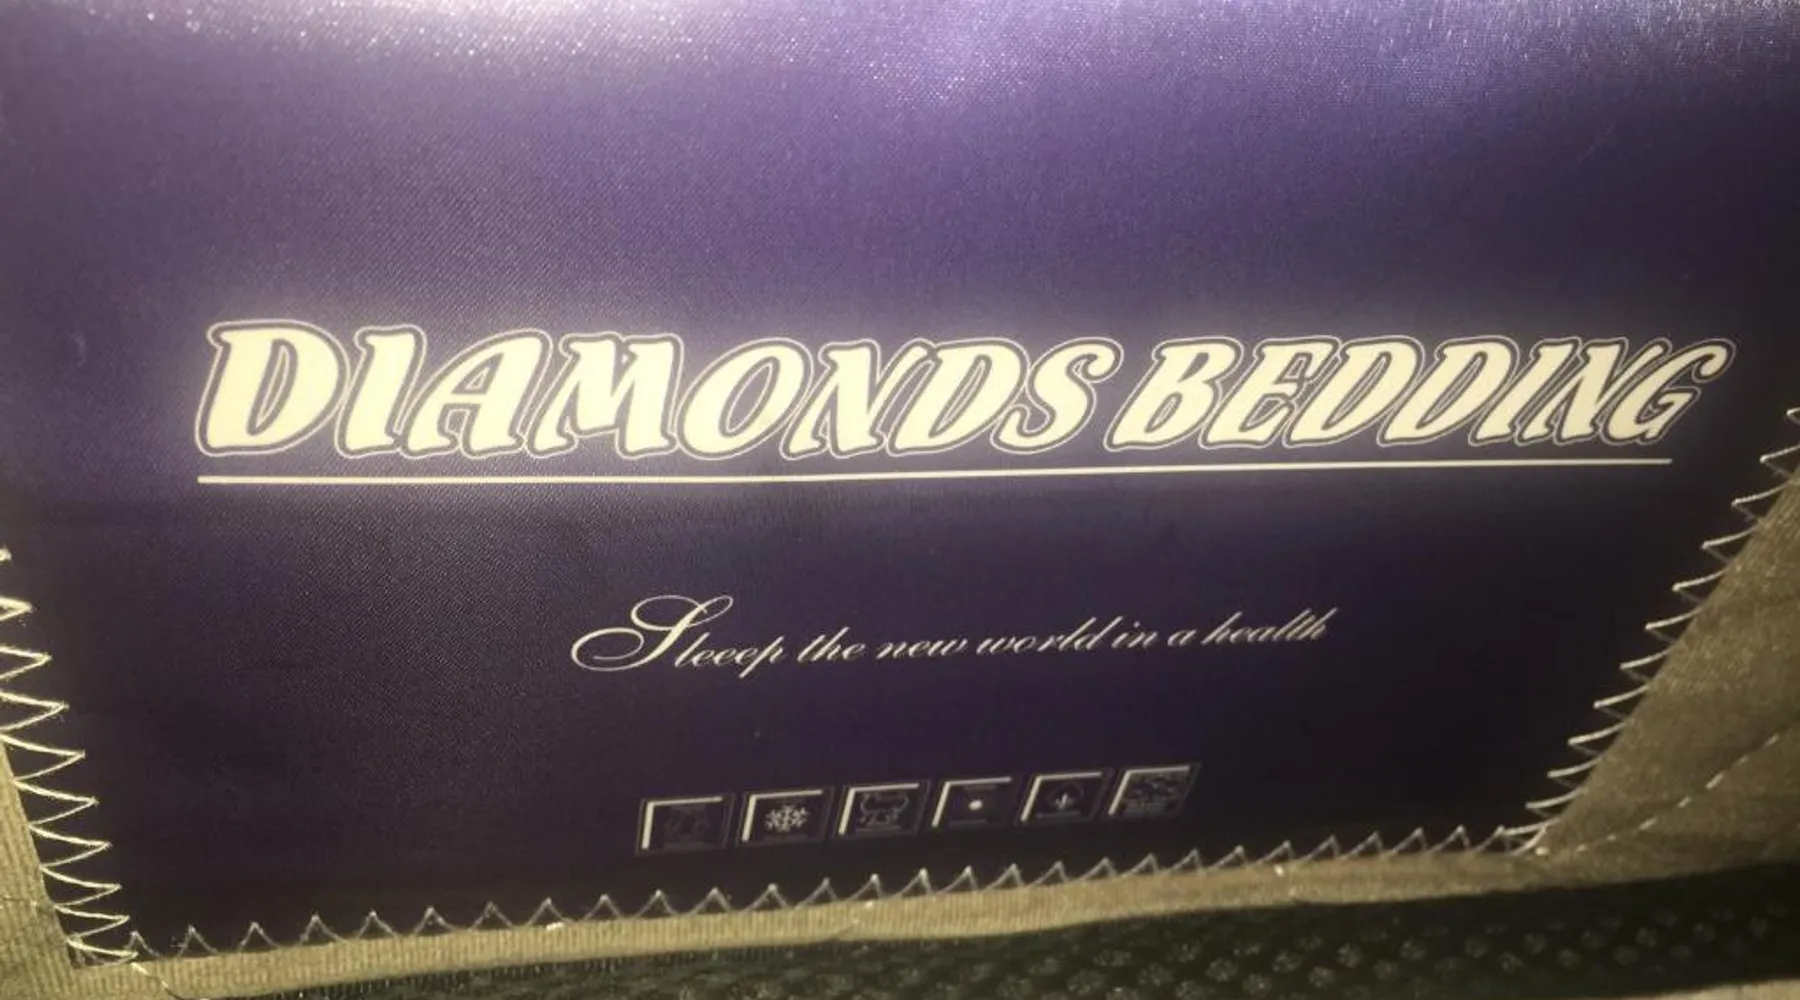 DIAMONDS BEDDING
Sleeep the new world in a health